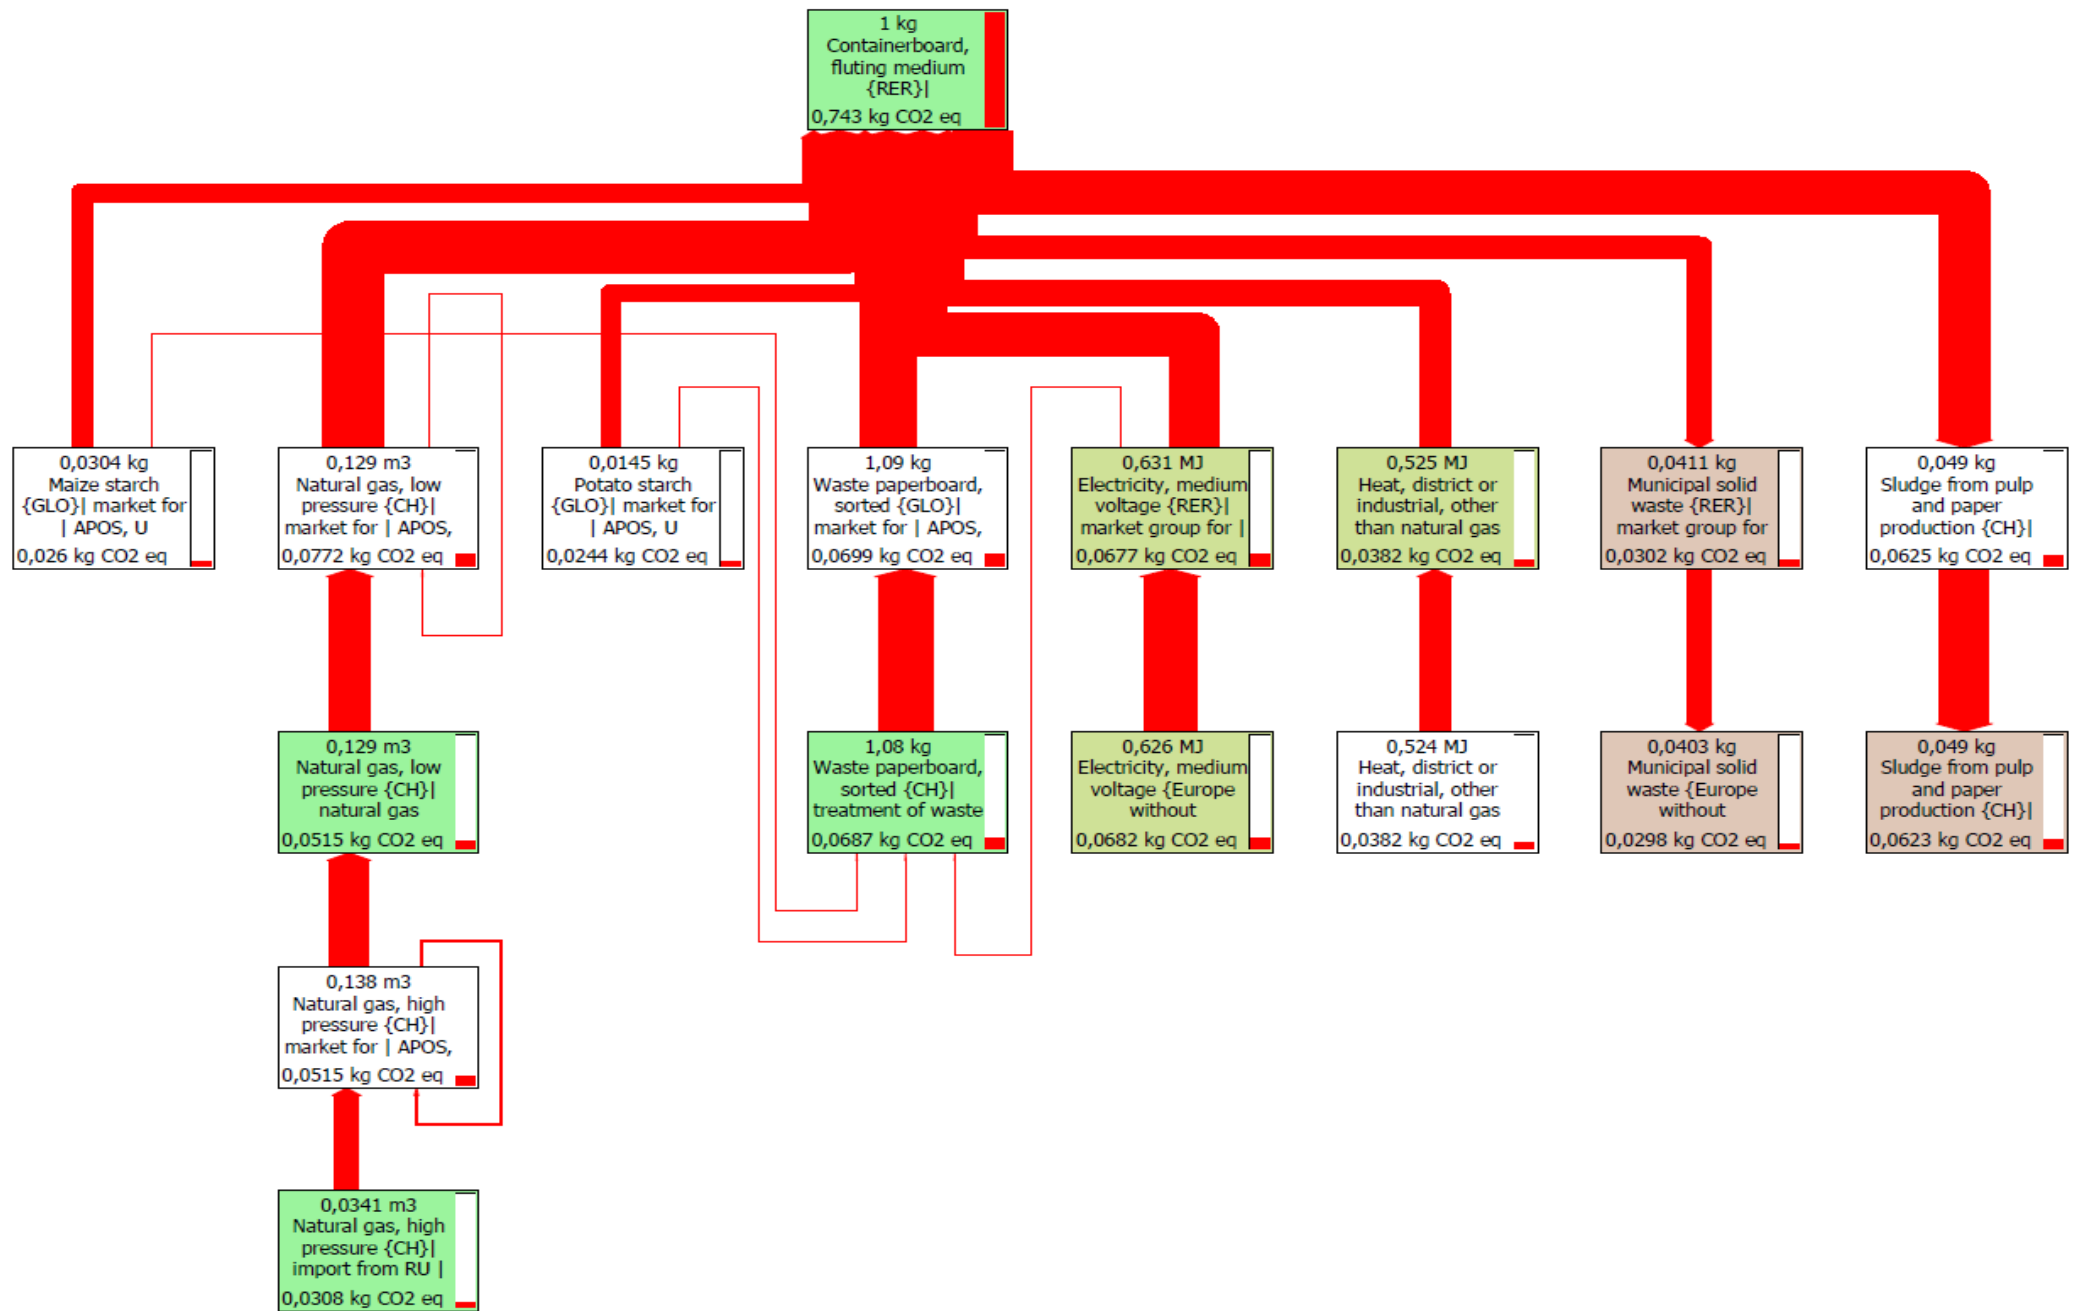 1 kg
Containerboard,
fluting medium
{RER}|
0,743 kg CO2 eq
0,0304 kg
Maize starch
{GLO}| market for
| APOS, U
0,026 kg CO2 eq
0,129 m3
Natural gas, low
pressure {CH}|
market for | APOS,
0,0772 kg CO2 eq
0,0145 kg
Potato starch
{GLO}| market for
| APOS, U
0,0244 kg CO2 eq
1,09 kg
Waste paperboard,
sorted {GLO}|
market for | APOS,
0,0699 kg CO2 eq
0,631 MJ
Electricity, medium
voltage {RER}|
market group for |
0,0677 kg CO2 eq
0,525 MJ
Heat, district or
industrial, other
than natural gas
0,0382 kg CO2 eq
0,0411 kg
Municipal solid
waste {RER}|
market group for
0,0302 kg CO2 eq
0,049 kg
Sludge from pulp
and paper
production {CH}|
0,0625 kg CO2 eq
0,129 m3
Natural gas, low
pressure {CH}|
natural gas
0,0515 kg CO2 eq
1,08 kg
Waste paperboard,
sorted {CH}|
treatment of waste
0,0687 kg CO2 eq
0,626 MJ
Electricity, medium
voltage {Europe
without
0,0682 kg CO2 eq
0,524 MJ
Heat, district or
industrial, other
than natural gas
0,0382 kg CO2 eq
0,0403 kg
Municipal solid
waste {Europe
without
0,0298 kg CO2 eq
0,049 kg
Sludge from pulp
and paper
production {CH}|
0,0623 kg CO2 eq
0,138 m3
Natural gas, high
pressure {CH}|
market for | APOS,
0,0515 kg CO2 eq
0,0341 m3
Natural gas, high
pressure {CH}|
import from RU |
0,0308 kg CO2 eq